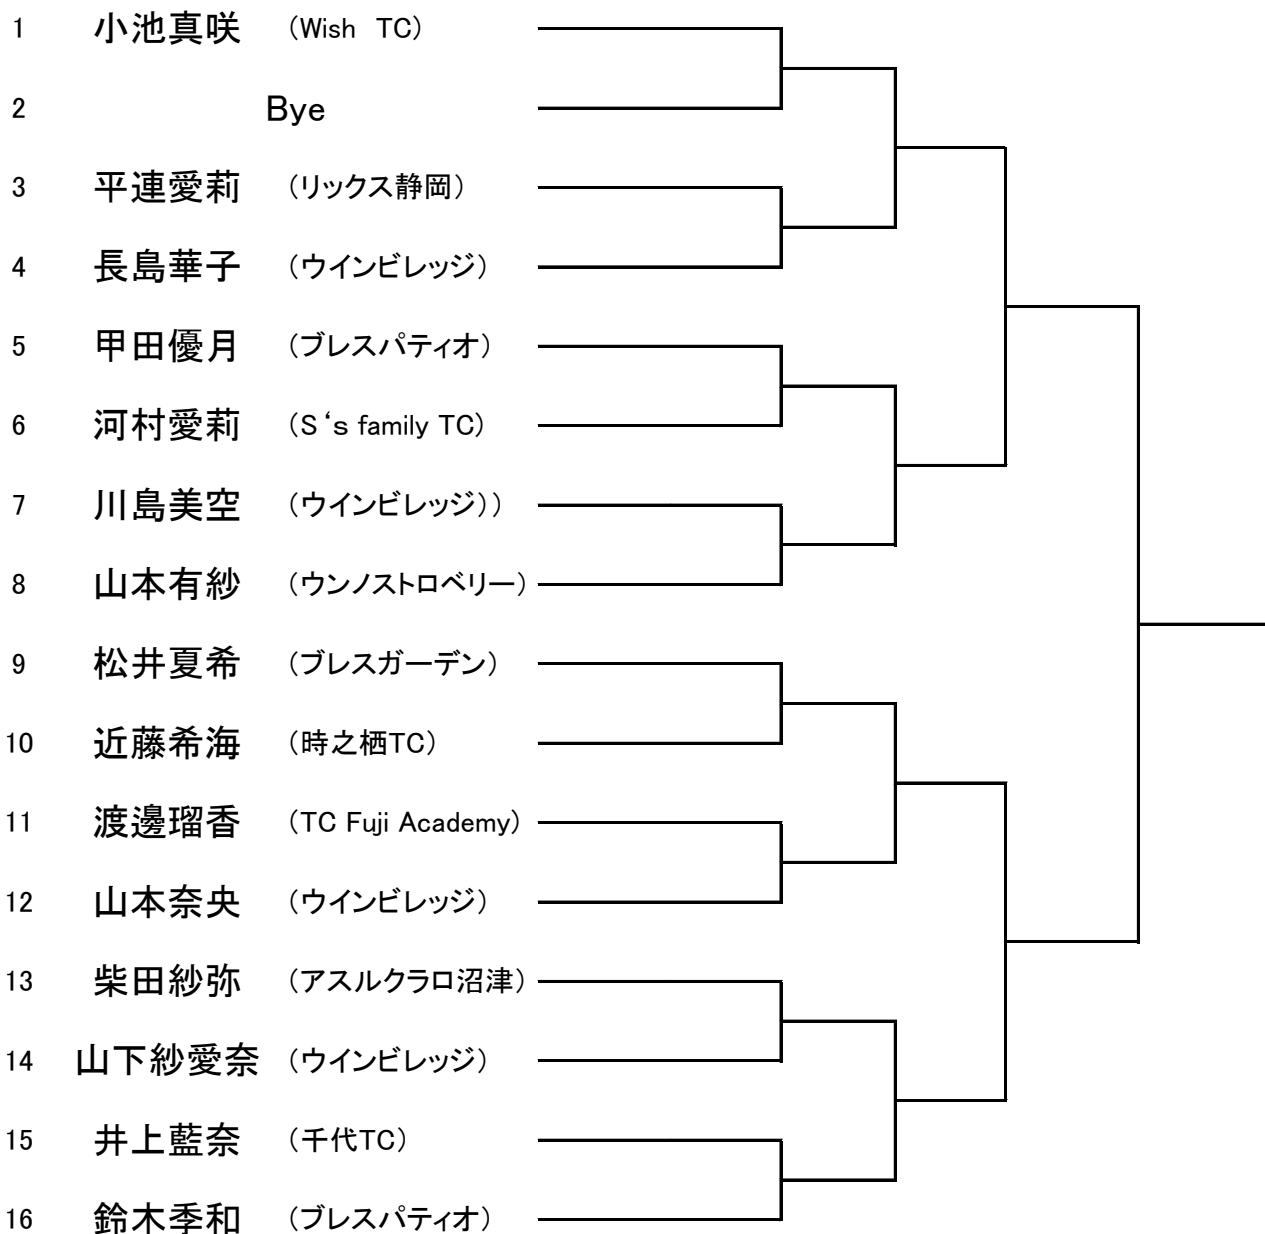 1 小池真咲 (Wish TC)
2 Bye
3 平連愛莉 (リックス静岡)
4 長島華子 (ウインビレッジ)
5 甲田優月 (ブレスパティオ)
6 河村愛莉 (S‘s family TC)
7 川島美空 (ウインビレッジ))
8 山本有紗 (ウンノストロベリー)
9 松井夏希 (ブレスガーデン)
10 近藤希海 (時之栖TC)
11 渡邊瑠香 (TC Fuji Academy)
12 山本奈央 (ウインビレッジ)
13 柴田紗弥 (アスルクラロ沼津)
14 山下紗愛奈 (ウインビレッジ)
15 井上藍奈 (千代TC)
16 鈴木季和 (ブレスパティオ)